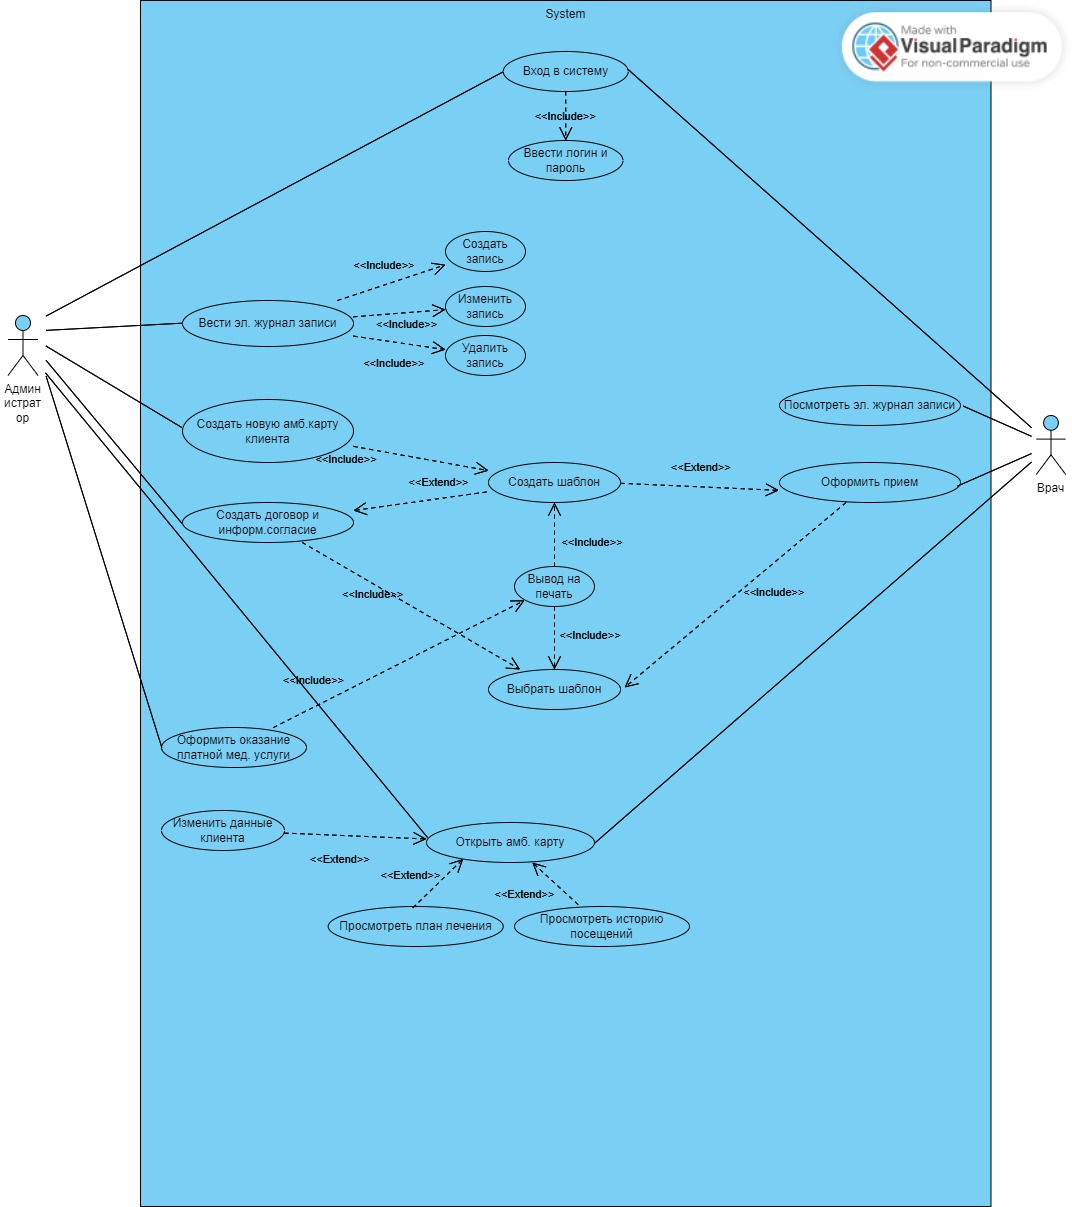 System
Made with
Visual Paradigm
For non-commercial use
Вход в систему
<<Include>>
Ввести логин и
пароль
Создать
запись
<<Include>>
Изменить
запись
Вести эл. журнал записи
<<Include>>
Удалить
запись
<<Include>>
Админ
истрат
ор
Посмотреть эл. журнал записи
Создать новую амб.карту
клиента
<<Include>>
<<Extend>>
<<Extend>>
Создать шаблон
Оформить прием
Врач
Создать договор и
информ.согласие
<<Include>>
Вывод на
печать
<<Include>>
<<Include>>
<<Include>>
<<Include>>
Выбрать шаблон
Оформить оказание
платной мед. услуги
Изменить данные
клиента
Открыть амб. карту
<<Extend>>
<<Extend>>
<<Extend>>
Просмотреть план лечения
Просмотреть историю
посещений